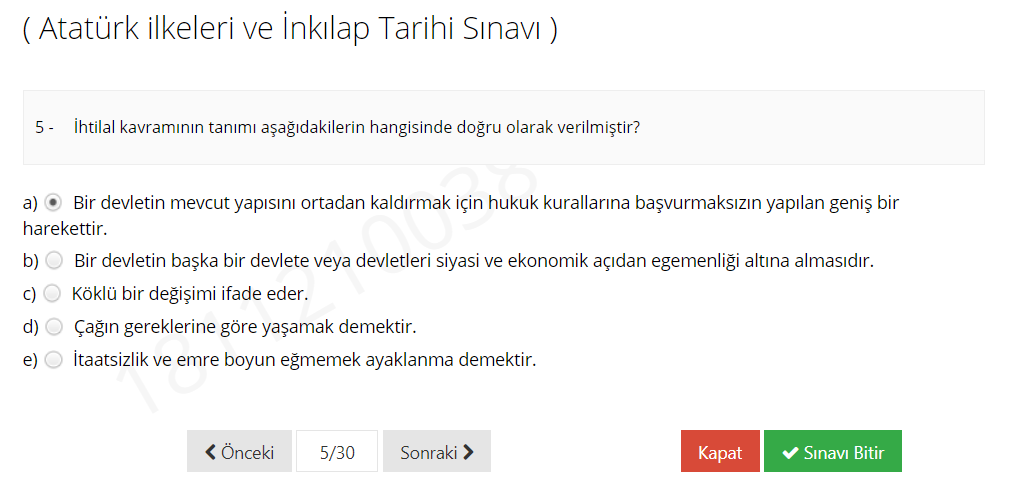 ( Atatürk ilkeleri ve İnkılap Tarihi Sınavı )
5 - İhtilal kavramının tanımı aşağıdakilerin hangisinde doğru olarak verilmiştir?
a) Bir devletin mevcut yapısını ortadan kaldırmak için hukuk kurallarına başvurmaksızın yapılan geniş bir
harekettir.
b) Bir devletin başka bir devlete veya devletleri siyasi ve ekonomik açıdan egemenliği altına almasıdır.
c) Köklü bir değişimi ifade eder.
d) Çağın gereklerine göre yaşamak demektir.
e) İtaatsizlik ve emre boyun eğmemek ayaklanma demektir.
Önceki 5/30 Sonraki Kapat Sınavı Bitir